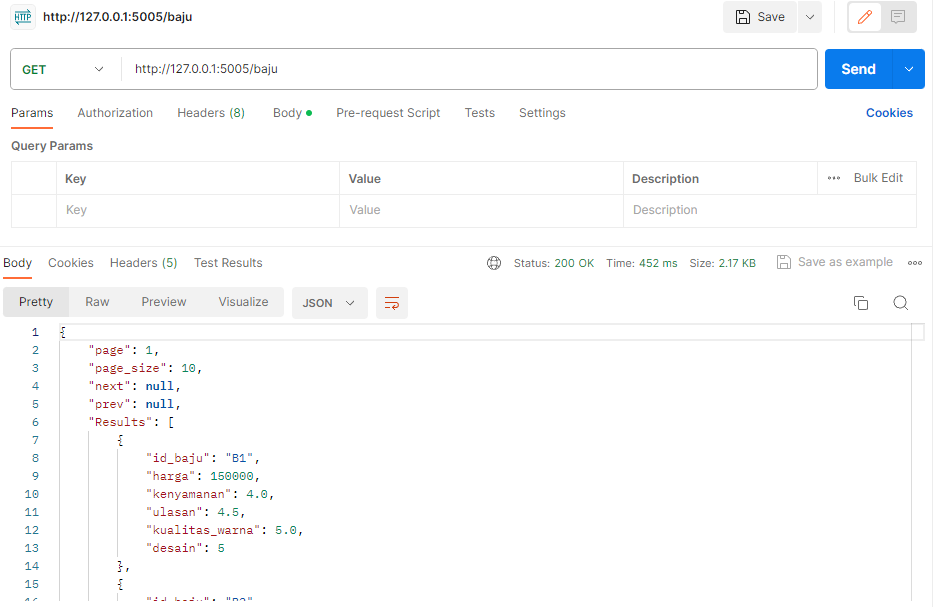 HTTP http://127.0.0.1:5005/baju Save
GET http://127.0.0.1:5005/baju Send
Params Authorization Headers (8) Body Pre-request Script Tests Settings Cookies
Query Params
Key Value Description ••• Bulk Edit
Key Value Description
Body Cookies Headers (5) Test Results Status: 200 OK Time: 452 ms Size: 2.17 KB Save as example
Pretty Raw Preview Visualize JSON
1 {
2 "page": 1,
3 "page_size": 10,
4 "next": null,
5 "prev": null,
6 "Results": [
7 {
8 "id_baju": "B1",
9 "harga": 150000,
10 "kenyamanan": 4.0,
11 "ulasan": 4.5,
12 "kualitas_warna": 5.0,
13 "desain": 5
14 },
15 {
16 "id_baju": "B2"